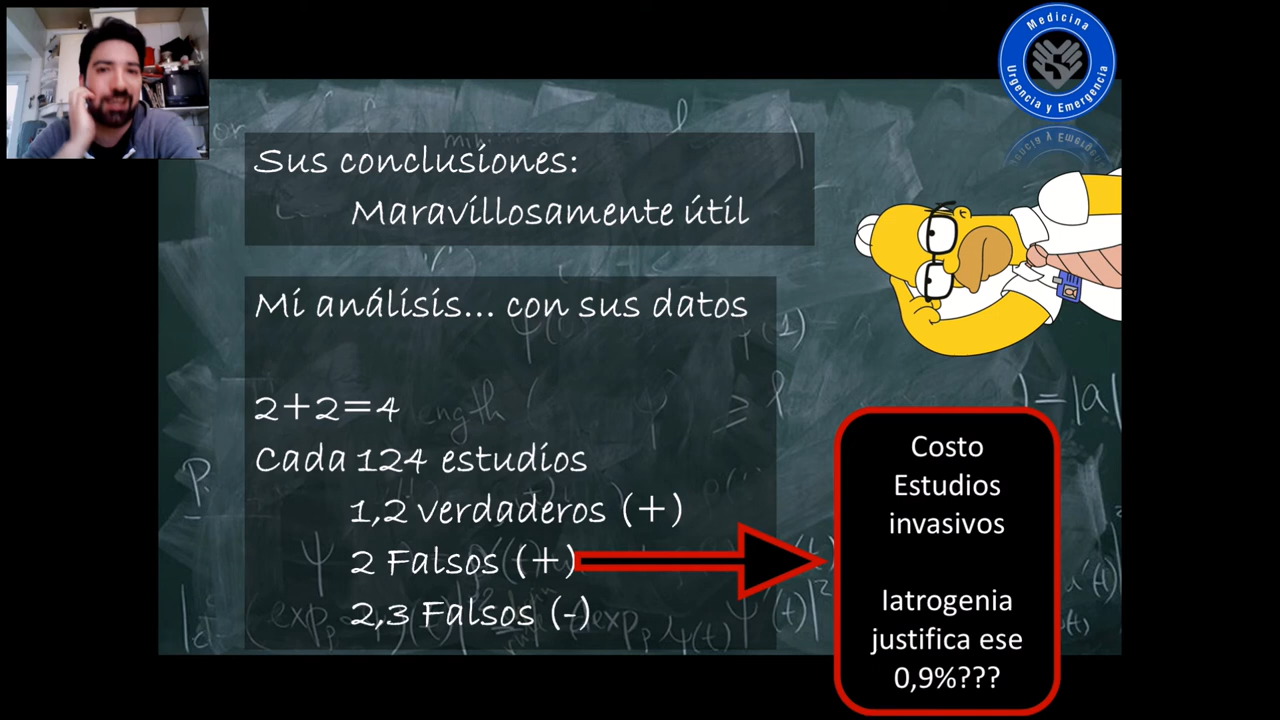 Medicina
Urgencia y Emergencia
Sus conclusiones:
Maravillosamente útil
Mi análisis... con sus datos
2+2=4
Cada 124 estudios
1,2 verdaderos (+)
2 Falsos (+)
2,3 Falsos (-)
Costo
Estudios
invasivos
Iatrogenia
justifica ese
0,9%???
length